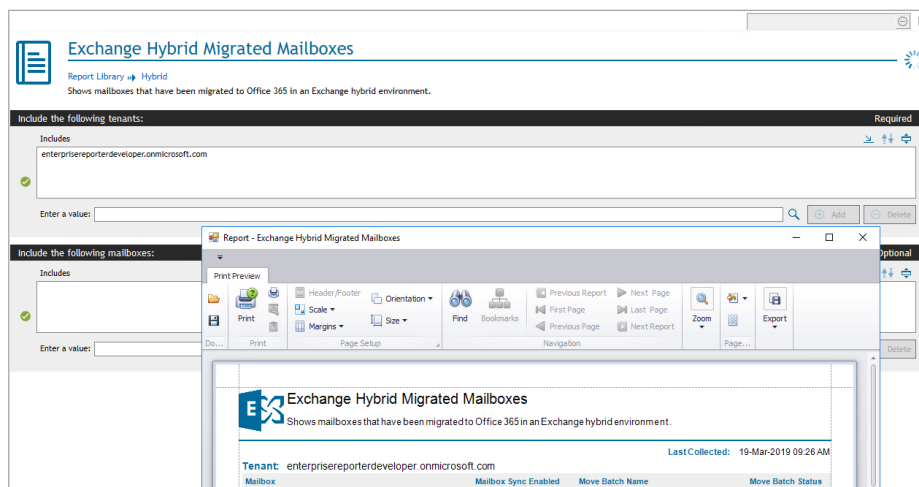 Exchange Hybrid Migrated Mailboxes
Report Library Hybrid
Shows mailboxes that have been migrated to Office 365 in an Exchange hybrid environment.
Include the following tenants: Required
Includes
enterprisereporterdeveloper.onmicrosoft.com
Enter a value: Add Delete
Include the following mailboxes: Optional
Includes
Enter a value: Delete
Report - Exchange Hybrid Migrated Mailboxes
Print Preview
Header/Footer Orientation Previous Report Next Page
Scale First Page Last Page
Print Find Bookmarks Zoom Export
Margins Size Previous Page Next Report
Do... Print Page Setup Navigation Page...
E
Exchange Hybrid Migrated Mailboxes
Shows mailboxes that have been migrated to Office 365 in an Exchange hybrid environment.
Last Collected: 19-Mar-2019 09:26 AM
Tenant: enterprisereporterdeveloper.onmicrosoft.com
Mailbox Mailbox Sync Enabled Move Batch Name Move Batch Status